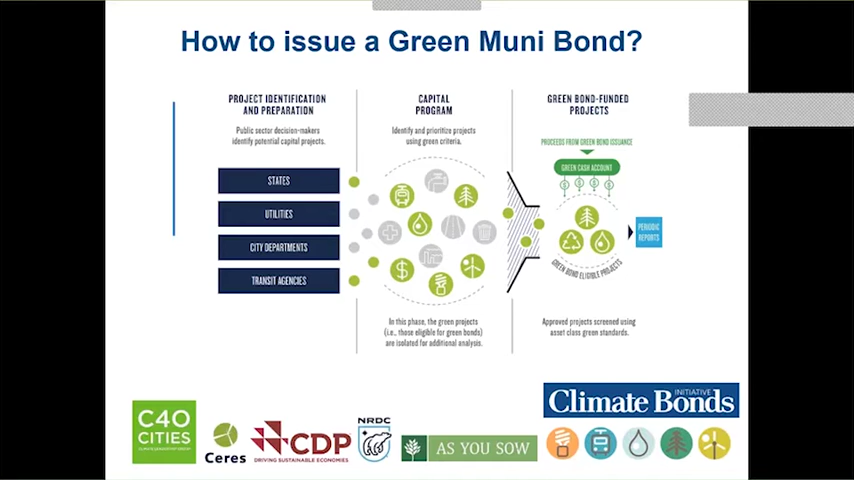 How to issue a Green Muni Bond?
PROJECT IDENTIFICATION
AND PREPARATION
Public sector decision-makers
identify potential capital projects.
STATES
UTILITIES
CITY DEPARTMENTS
TRANSIT AGENCIES
CAPITAL
PROGRAM
Identify and prioritize projects
using green criteria.
$
In this phase, the green projects
(i.e., those eligible for green bonds)
are isolated for additional analysis.
GREEN BOND-FUNDED
PROJECTS
PROCEEDS FROM GREEN BOND ISSUANCE
GREEN CASH ACCOUNT
$ $ $ $
GREEN BOND ELIGIBLE PROJECTS
PERIODIC
REPORTS
Approved projects screened using
asset class green standards.
C40
CITIES
Ceres
CDP
DRIVING SUSTAINABLE ECONOMIES
NRDC
AS YOU SOW
Climate Bonds
INITIATIVE